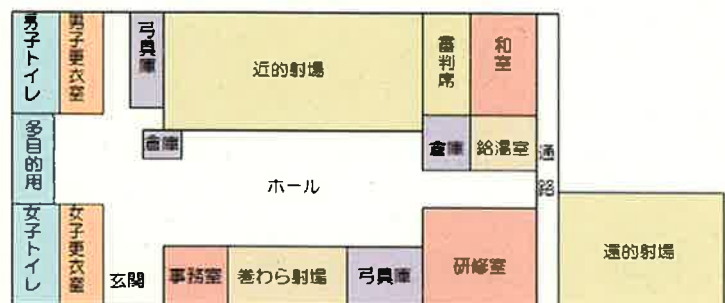 男子トイレ
男子更衣室
弓具庫
近的射場
審判席
和室
多目的用
倉庫
倉庫
給湯室
通路
ホール
女子トイレ
女子更衣室
玄関
事務室
巻わら射場
弓具庫
研修室
遠的射場